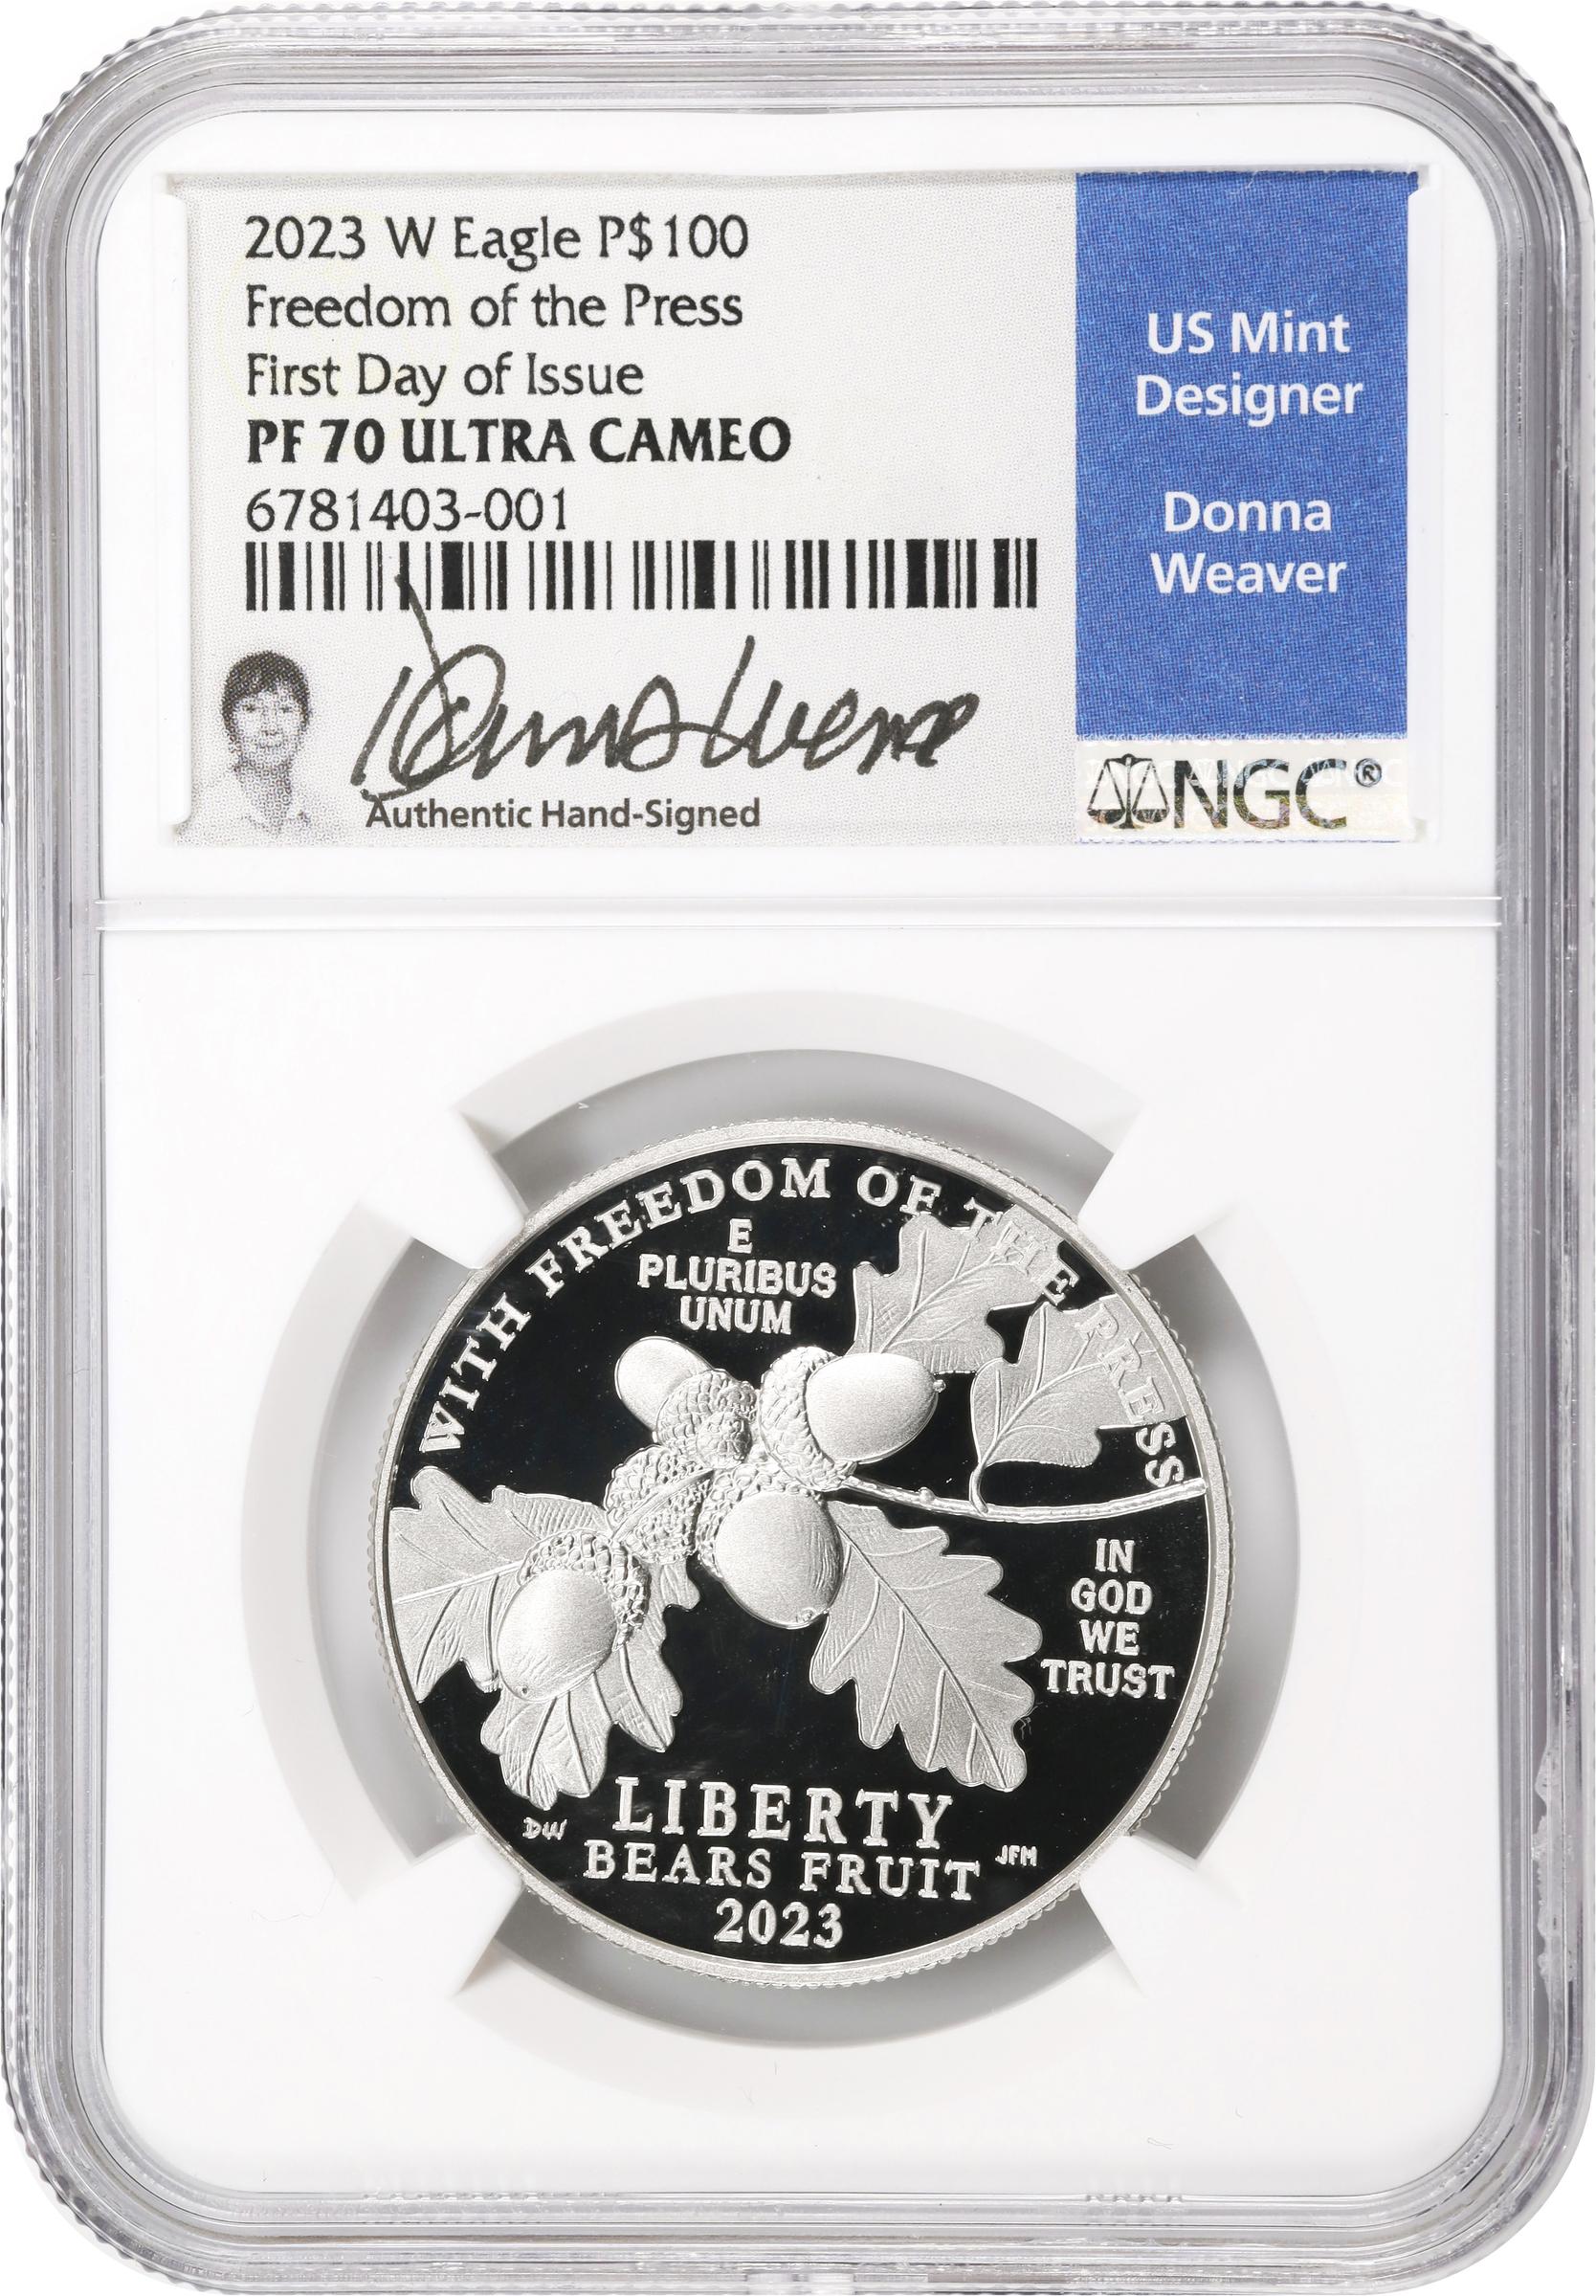 2023 W Eagle P$100
Freedom of the Press
First Day of Issue
PF 70 ULTRA CAMEO
6781403-001
Donna Weaver
Authentic Hand-Signed
US Mint
Designer
Donna
Weaver
NGC®
WITH FREEDOM OF THE PRESS
E
PLURIBUS
UNUM
IN
GOD
WE
TRUST
DW
LIBERTY
BEARS FRUIT
JFM
2023